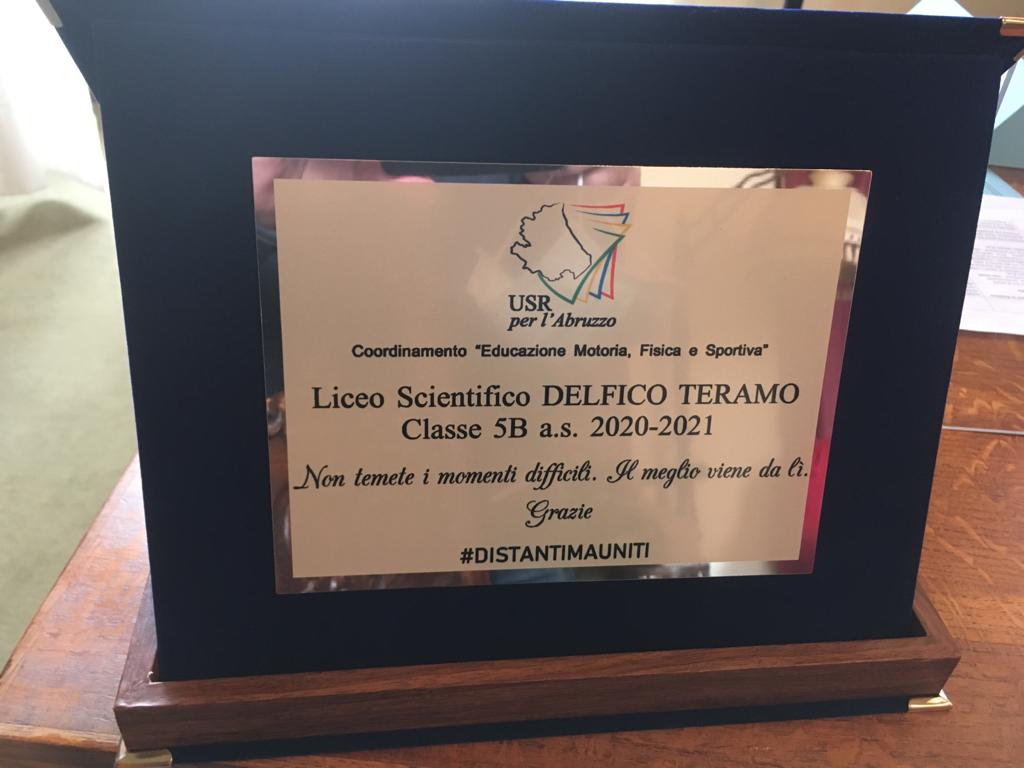 USR
per l'Abruzzo
Coordinamento "Educazione Motoria, Fisica e Sportiva"
Liceo Scientifico DELFICO TERAMO
Classe 5B a.s. 2020-2021
Non temete i momenti difficili. Il meglio viene da lì.
Grazie
#DISTANTIMAUNITI